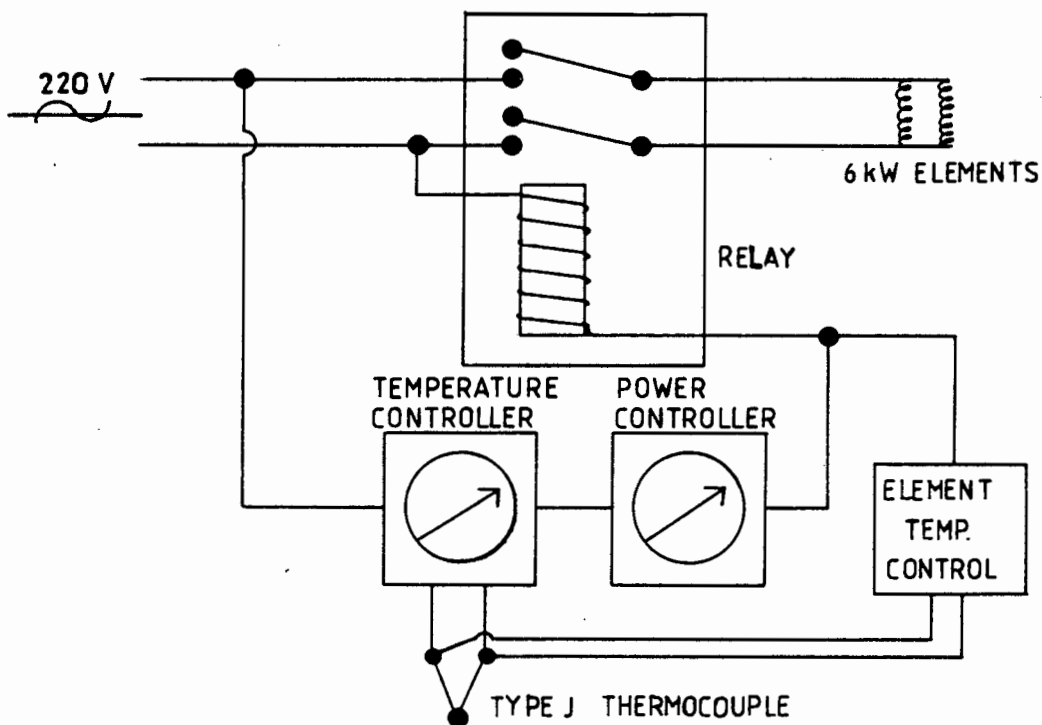 220 V
6 kW ELEMENTS
RELAY
TEMPERATURE
CONTROLLER
POWER
CONTROLLER
ELEMENT
TEMP.
CONTROL
TYPE J THERMOCOUPLE